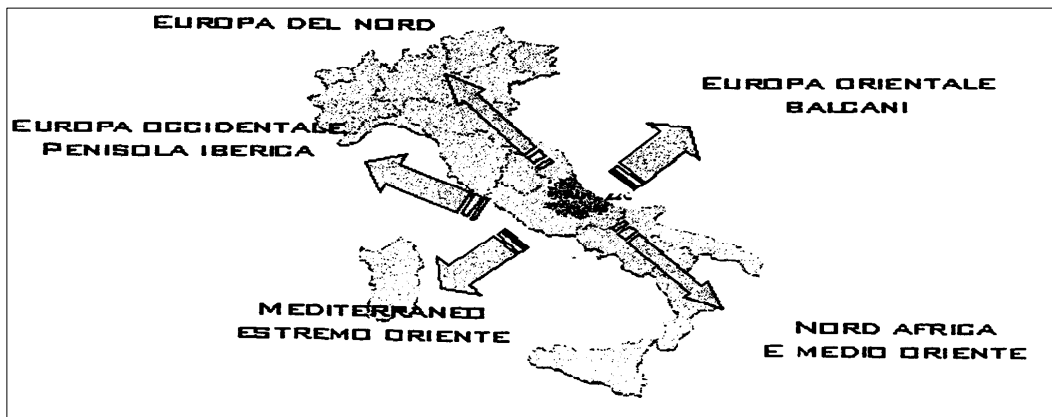 EUROPA DEL NORD
EUROPA ORIENTALE
BALCANI
EUROPA OCCIDENTALE
PENISOLA IBERICA
MEDITERRANEO
ESTREMO ORIENTE
NORD AFRICA
E MEDIO ORIENTE